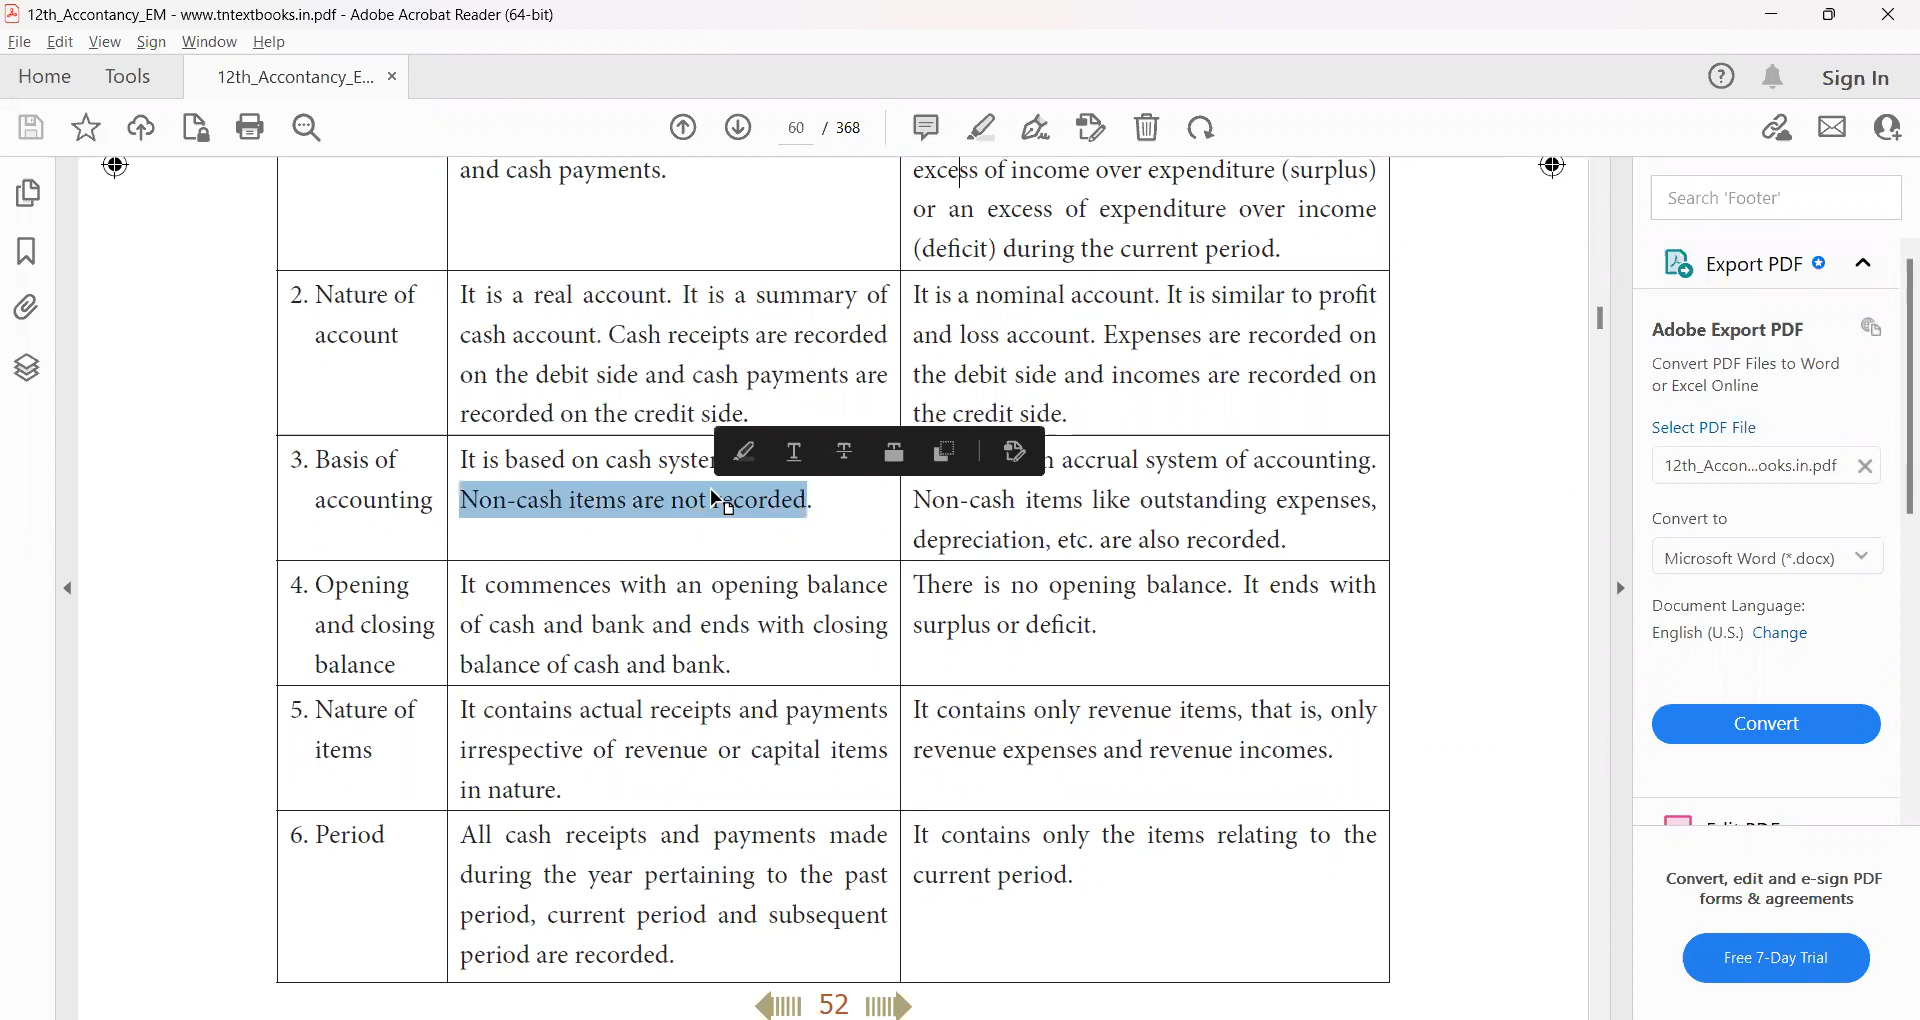 12th_Accontancy_EM - www.tntextbooks.in.pdf - Adobe Acrobat Reader (64-bit)
File Edit View Sign Window Help
Home Tools 12th_Accontancy_E... × Sign In
60 / 368
and cash payments.
excess of income over expenditure (surplus)
or an excess of expenditure over income
(deficit) during the current period.
2. Nature of
account
It is a real account. It is a summary of
cash account. Cash receipts are recorded
on the debit side and cash payments are
recorded on the credit side.
It is a nominal account. It is similar to profit
and loss account. Expenses are recorded on
the debit side and incomes are recorded on
the credit side.
3. Basis of
accounting
It is based on cash syste
Non-cash items are not recorded.
accrual system of accounting.
Non-cash items like outstanding expenses,
depreciation, etc. are also recorded.
4. Opening
and closing
balance
It commences with an opening balance
of cash and bank and ends with closing
balance of cash and bank.
There is no opening balance. It ends with
surplus or deficit.
5. Nature of
items
It contains actual receipts and payments
irrespective of revenue or capital items
in nature.
It contains only revenue items, that is, only
revenue expenses and revenue incomes.
6. Period
All cash receipts and payments made
during the year pertaining to the past
period, current period and subsequent
period are recorded.
It contains only the items relating to the
current period.
52
Search 'Footer'
Export PDF
Adobe Export PDF
Convert PDF Files to Word
or Excel Online
Select PDF File
12th_Accon...ooks.in.pdf
Convert to
Microsoft Word (*.docx)
Document Language:
English (U.S.) Change
Convert
Convert, edit and e-sign PDF
forms & agreements
Free 7-Day Trial